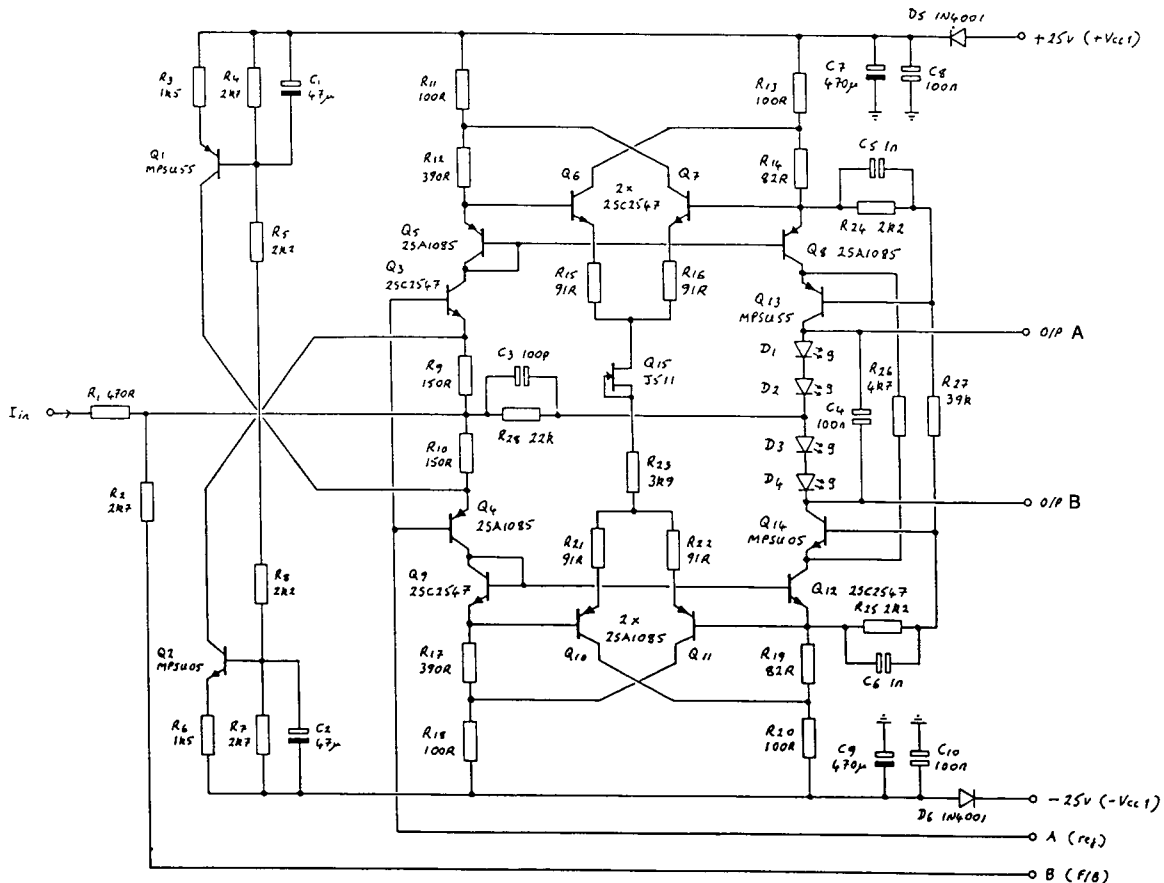 D5 1N4001
+25v (+Vcc1)
R3
1k5
R4
2k7
C1
47µ
R11
100R
R13
100R
C7
470µ
C8
100n
Q1
MPSU55
R12
390R
Q6
Q7
2x
2SC2547
R14
82R
C5 1n
R24 2k2
R5
2k2
Q5
2SA1085
Q8 2SA1085
Q3
2SC2547
R15
91R
R16
91R
Q13
MPSU55
O/P A
R9
150R
C3 100p
Q15
J511
D1
g
D2
g
R26
4k7
R27
39k
C4
100n
Iin
R1 470R
R28 22k
R10
150R
D3
g
D4
g
R2
2k7
R23
3k9
O/P B
Q4
2SA1085
Q14
MPSU05
R21
91R
R22
91R
R8
2k2
Q9
2SC2547
Q12 2SC2547
R25 2k2
2x
2SA1085
Q10
Q11
C6 1n
Q2
MPSU05
R17
390R
R19
82R
R6
1k5
R7
2k7
C2
47µ
R18
100R
R20
100R
C9
470µ
C10
100n
-25v (-Vcc1)
D6 1N4001
A (ref)
B (F/B)